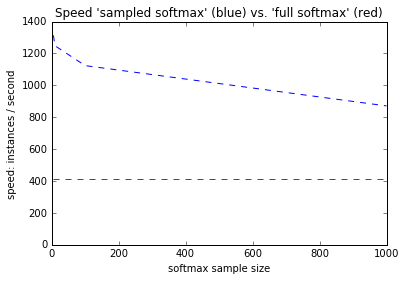 Speed 'sampled softmax' (blue) vs. 'full softmax' (red)
1400
1200
1000
800
600
400
200
0
speed: instances / second
0 200 400 600 800 1000
softmax sample size